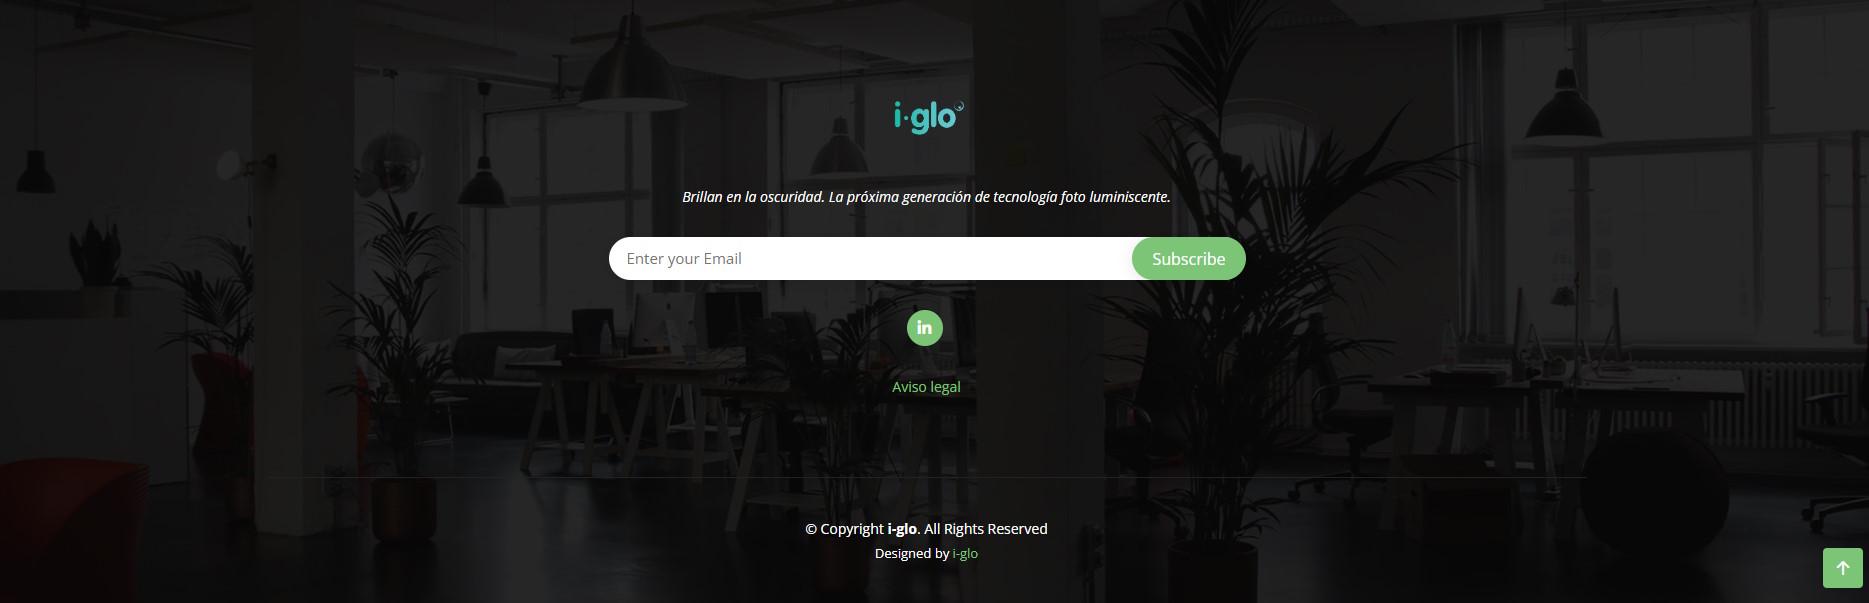 i·glo
Brillan en la oscuridad. La próxima generación de tecnología foto luminiscente.
Enter your Email
Subscribe
in
Aviso legal
© Copyright i-glo. All Rights Reserved
Designed by i-glo